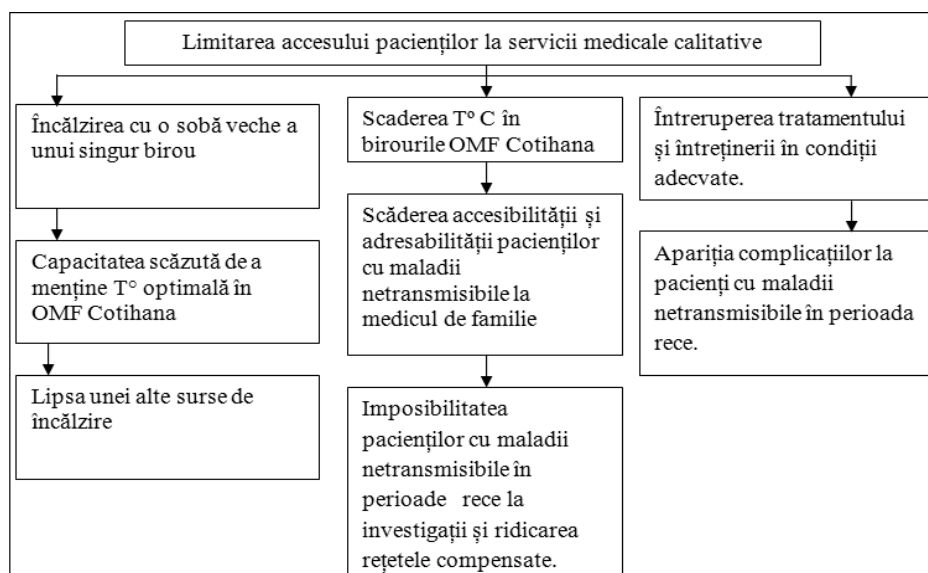 Limitarea accesului pacienților la servicii medicale calitative
Încălzirea cu o sobă veche a
unui singur birou
Capacitatea scăzută de a
menține T° optimală în
OMF Cotihana
Lipsa unei alte surse de
încălzire
Scaderea Tº C în
birourile OMF Cotihana
Scăderea accesibilității și
adresabilității pacienților
cu maladii
netransmisibile la
medicul de familie
Imposibilitatea
pacienților cu maladii
netransmisibile în
perioade rece la
investigații și ridicarea
rețetele compensate.
Întreruperea tratamentului
și întreținerii în condiții
adecvate.
Apariția complicațiilor la
pacienți cu maladii
netransmisibile în perioada
rece.